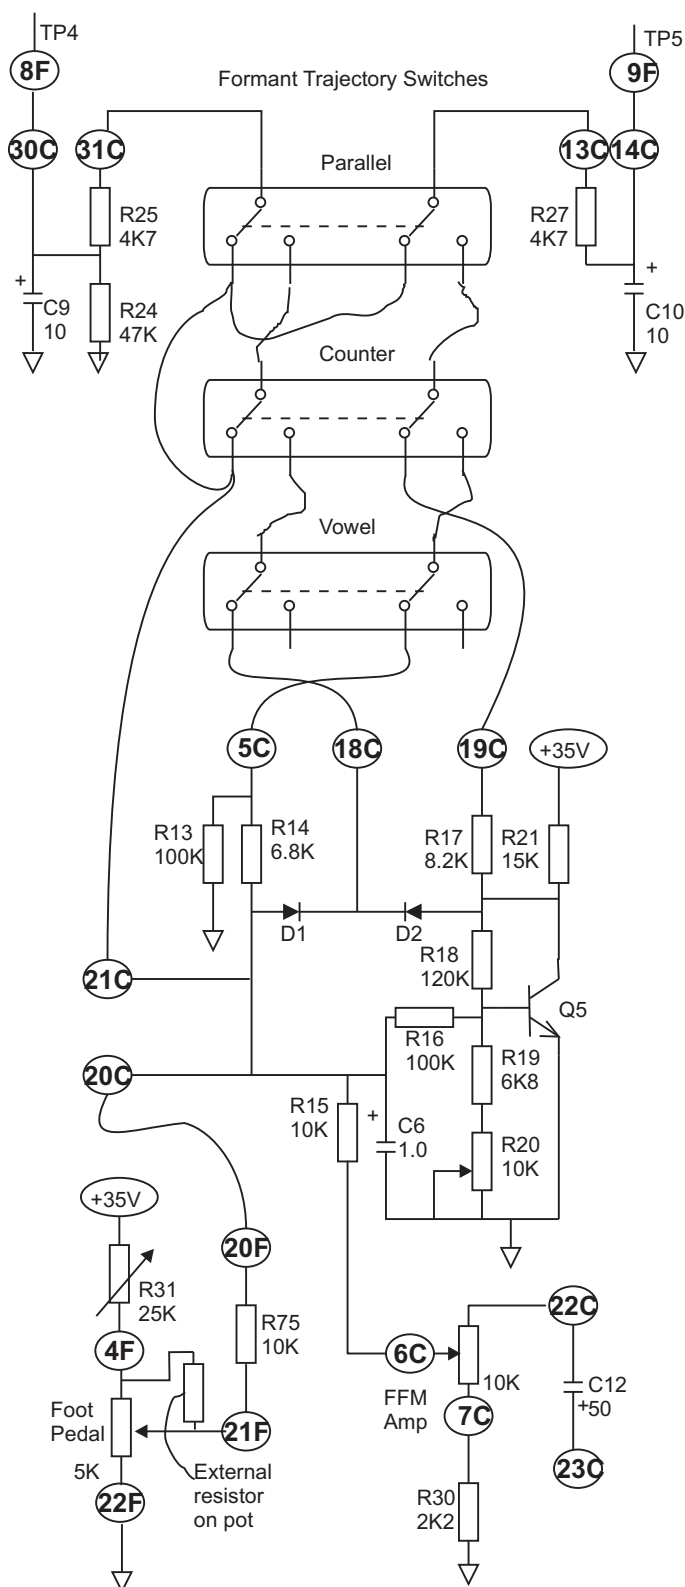 TP4
TP5
8F
9F
Formant Trajectory Switches
30C
31C
13C
14C
Parallel
R25
4K7
R27
4K7
+
C9
10
R24
47K
+
C10
10
Counter
Vowel
5C
18C
19C
+35V
R13
100K
R14
6.8K
R17
8.2K
R21
15K
D1
D2
R18
120K
21C
Q5
R16
100K
R19
6K8
20C
R15
10K
+
C6
1.0
R20
10K
+35V
20F
R31
25K
22C
4F
R75
10K
6C
10K
C12
+50
Foot
Pedal
5K
21F
FFM
Amp
7C
23C
External
resistor
on pot
22F
R30
2K2